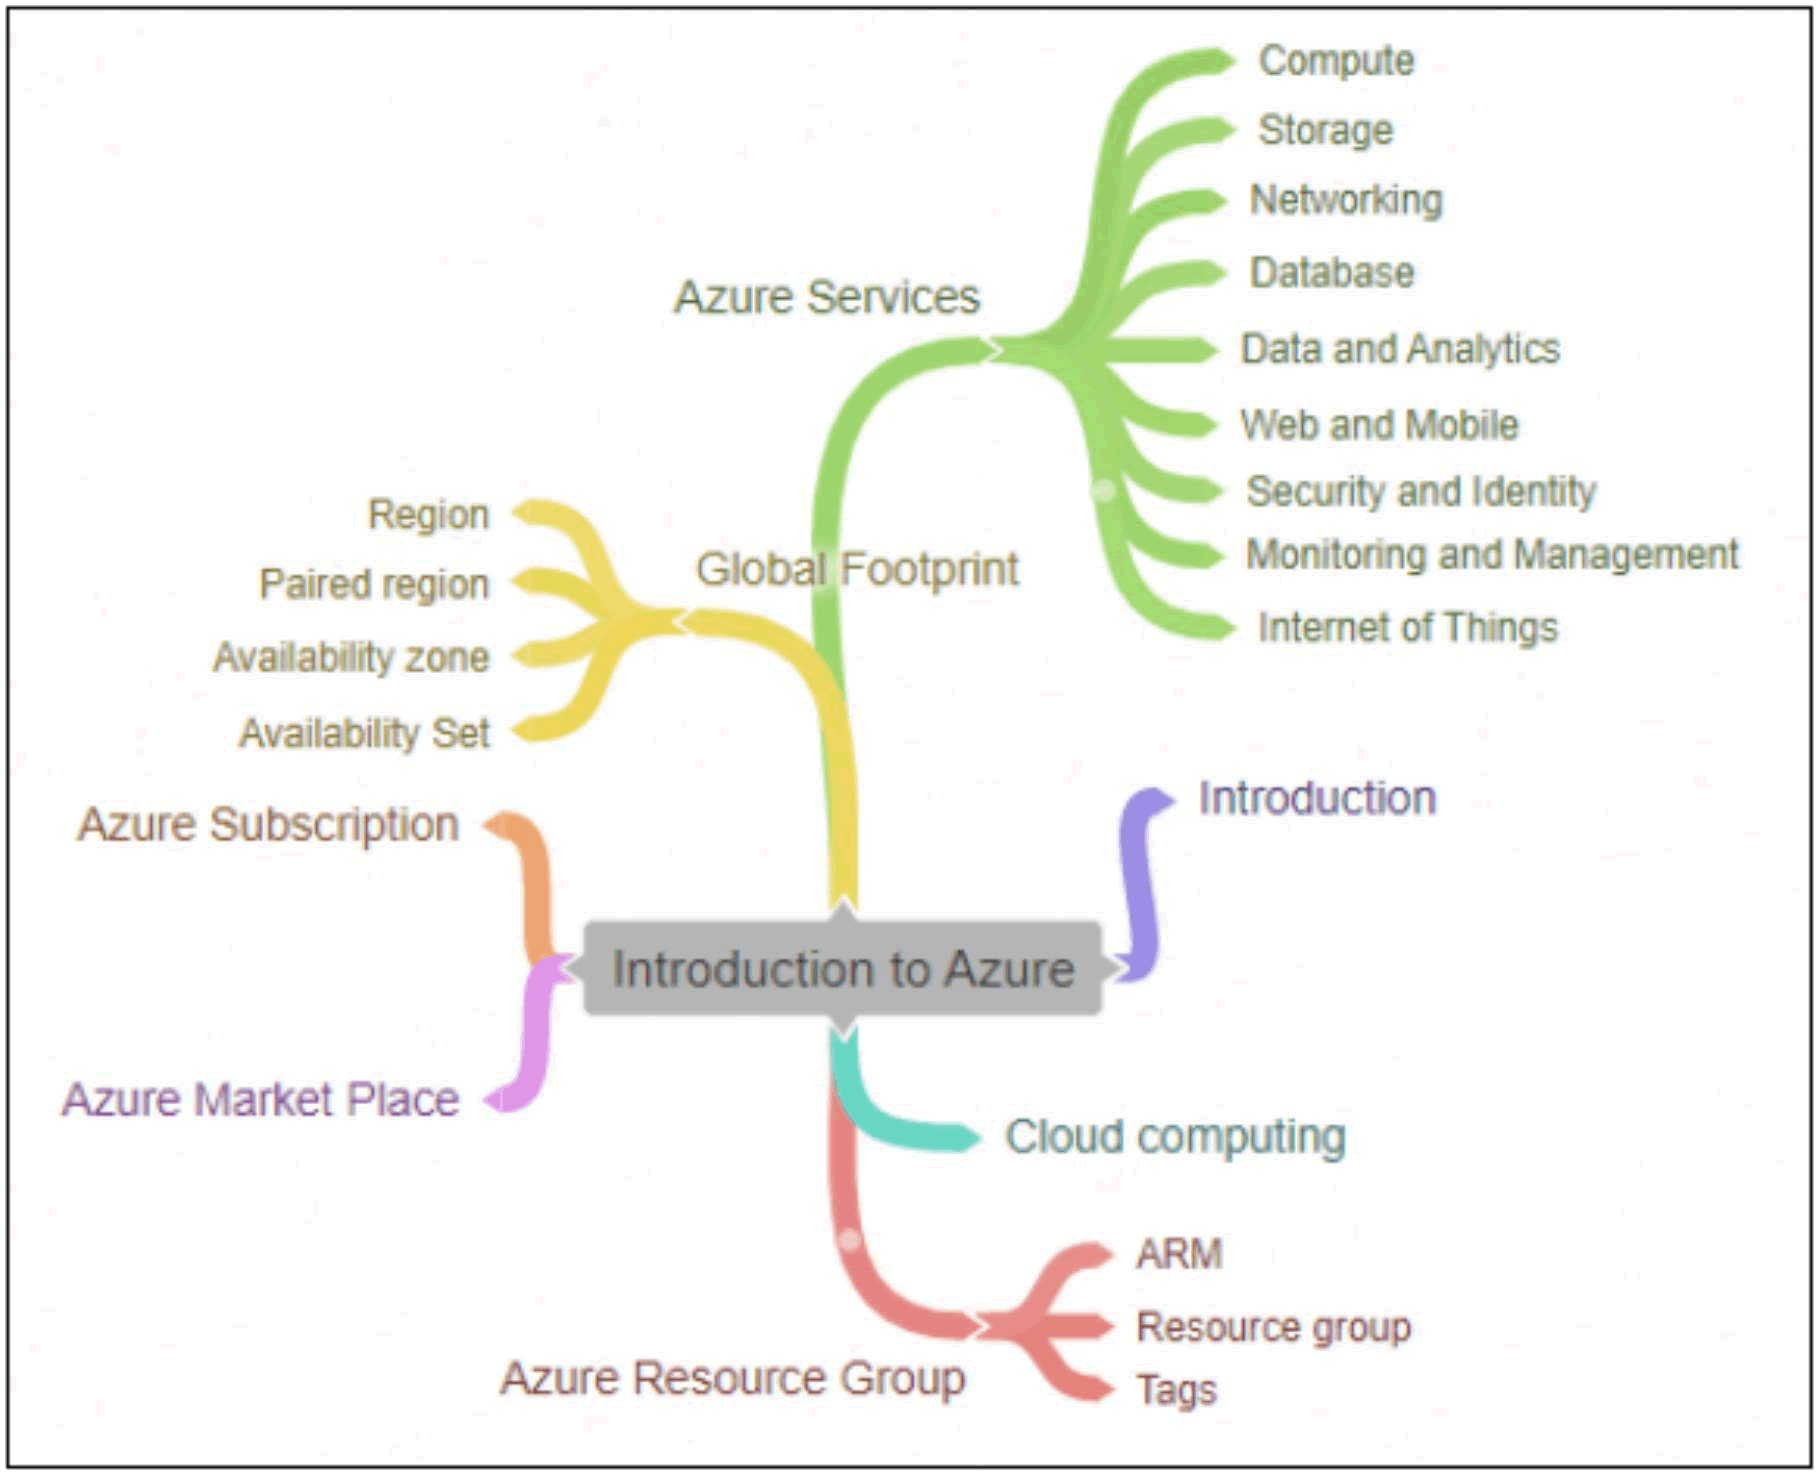 Compute
Storage
Networking
Azure Services
Database
Data and Analytics
Web and Mobile
Security and Identity
Monitoring and Management
Internet of Things
Global Footprint
Region
Paired region
Availability zone
Availability Set
Azure Subscription
Introduction
Introduction to Azure
Azure Market Place
Cloud computing
ARM
Resource group
Azure Resource Group
Tags